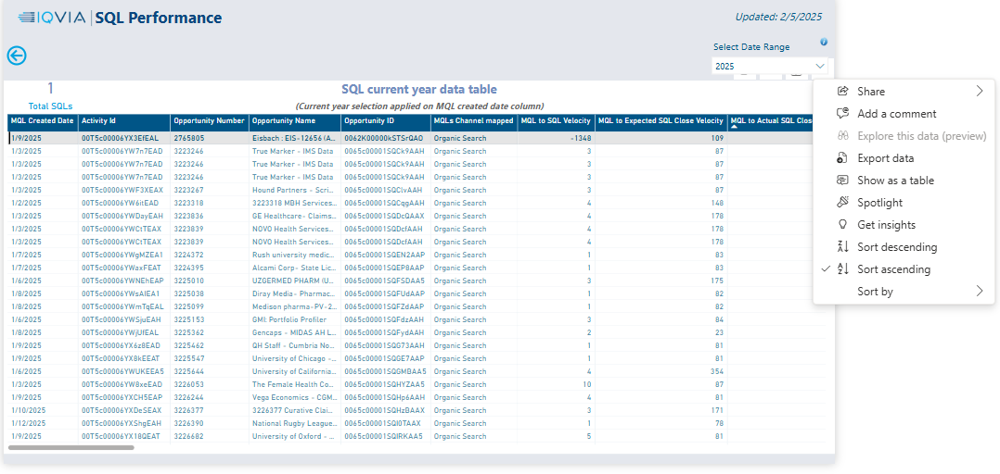 IQVIA | SQL Performance
Updated: 2/5/2025
Select Date Range
2025
1
Total SQLs
SQL current year data table
(Current year selection applied on MQL created date column)
MQL Created Date Activity Id Opportunity Number Opportunity Name Opportunity ID MQLs Channel mapped MQL to SQL Velocity MQL to Expected SQL Close Velocity MQL to Actual SQL Close
1/9/2025 00T5c00006YX3EfEAL 2765805 Eisbach : EIS-12656 (A... 0062K00000kSTSrQAO Organic Search -1348 109
1/3/2025 00T5c00006YW7n7EAD 3223246 True Marker - IMS Data 0065c00001SQCk9AAH Organic Search 3 87
1/3/2025 00T5c00006YW7n7EAD 3223246 True Marker - IMS Data 0065c00001SQCk9AAH Organic Search 3 87
1/3/2025 00T5c00006YW7n7EAD 3223246 True Marker - IMS Data 0065c00001SQCk9AAH Organic Search 3 87
1/3/2025 00T5c00006YWF3XEAX 3223267 Hound Partners - Scri... 0065c00001SQClvAAH Organic Search 3 87
1/2/2025 00T5c00006YW6itEAD 3223318 3223318 MBH Services... 0065c00001SQCqgAAH Organic Search 4 148
1/3/2025 00T5c00006YWDayEAH 3223836 GE Healthcare- Claims... 0065c00001SQDcQAAX Organic Search 4 178
1/3/2025 00T5c00006YWCtTEAX 3223839 NOVO Health Services... 0065c00001SQDcfAAH Organic Search 4 178
1/3/2025 00T5c00006YWCtTEAX 3223839 NOVO Health Services... 0065c00001SQDcfAAH Organic Search 4 178
1/7/2025 00T5c00006YWgMZEA1 3224372 Rush university medic... 0065c00001SQEN2AAP Organic Search 1 83
1/7/2025 00T5c00006YWaxFEAT 3224395 Alcami Corp- State Lic... 0065c00001SQEP8AAP Organic Search 1 83
1/6/2025 00T5c00006YWNEhEAP 3225010 UZGERMED PHARM (U... 0065c00001SQFSDAA5 Organic Search 3 175
1/8/2025 00T5c00006YWsAIEA1 3225038 Diray Media- Pharmac... 0065c00001SQFUdAAP Organic Search 1 82
1/8/2025 00T5c00006YWmTqEAL 3225099 Medison pharma-PV-2... 0065c00001SQFZdAAP Organic Search 1 82
1/6/2025 00T5c00006YWSjuEAH 3225153 GMI: Portfolio Profiler 0065c00001SQFdzAAH Organic Search 3 84
1/8/2025 00T5c00006YWjUfEAL 3225362 Gencaps - MIDAS AH L... 0065c00001SQFydAAH Organic Search 2 23
1/9/2025 00T5c00006YX6z8EAD 3225462 QH Staff - Cumbria No... 0065c00001SQG73AAH Organic Search 1 81
1/9/2025 00T5c00006YX8kEEAT 3225547 University of Chicago -... 0065c00001SQGE7AAP Organic Search 1 81
1/6/2025 00T5c00006YWUKEEA5 3225644 University of California... 0065c00001SQGMBAA5 Organic Search 4 354
1/3/2025 00T5c00006YW8xeEAD 3226053 The Female Health Co... 0065c00001SQHYZAA5 Organic Search 10 87
1/9/2025 00T5c00006YXCH5EAP 3226244 Vega Economics - CGM... 0065c00001SQHp6AAH Organic Search 4 81
1/10/2025 00T5c00006YXDeSEAX 3226377 3226377 Curative Clai... 0065c00001SQHzBAAX Organic Search 3 171
1/12/2025 00T5c00006YXShgEAH 3226390 National Rugby League... 0065c00001SQI0TAAX Organic Search 1 78
1/9/2025 00T5c00006YX18QEAT 3226682 University of Oxford - ... 0065c00001SQIRKAA5 Organic Search 5 81
Share
Add a comment
Explore this data (preview)
Export data
Show as a table
Spotlight
Get insights
Sort descending
Sort ascending
Sort by